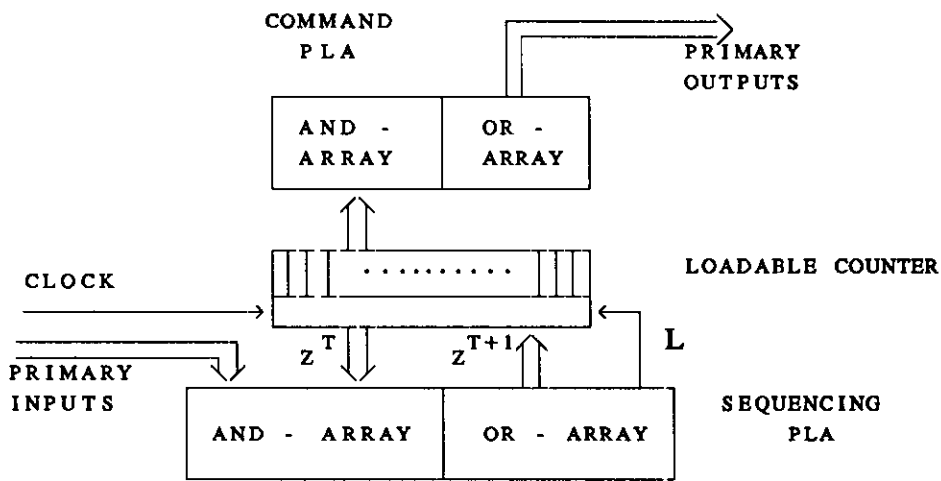 COMMAND
PLA
PRIMARY
OUTPUTS
AND -
ARRAY
OR -
ARRAY
CLOCK
LOADABLE COUNTER
Z^T
Z^{T+1}
L
PRIMARY
INPUTS
AND - ARRAY
OR - ARRAY
SEQUENCING
PLA